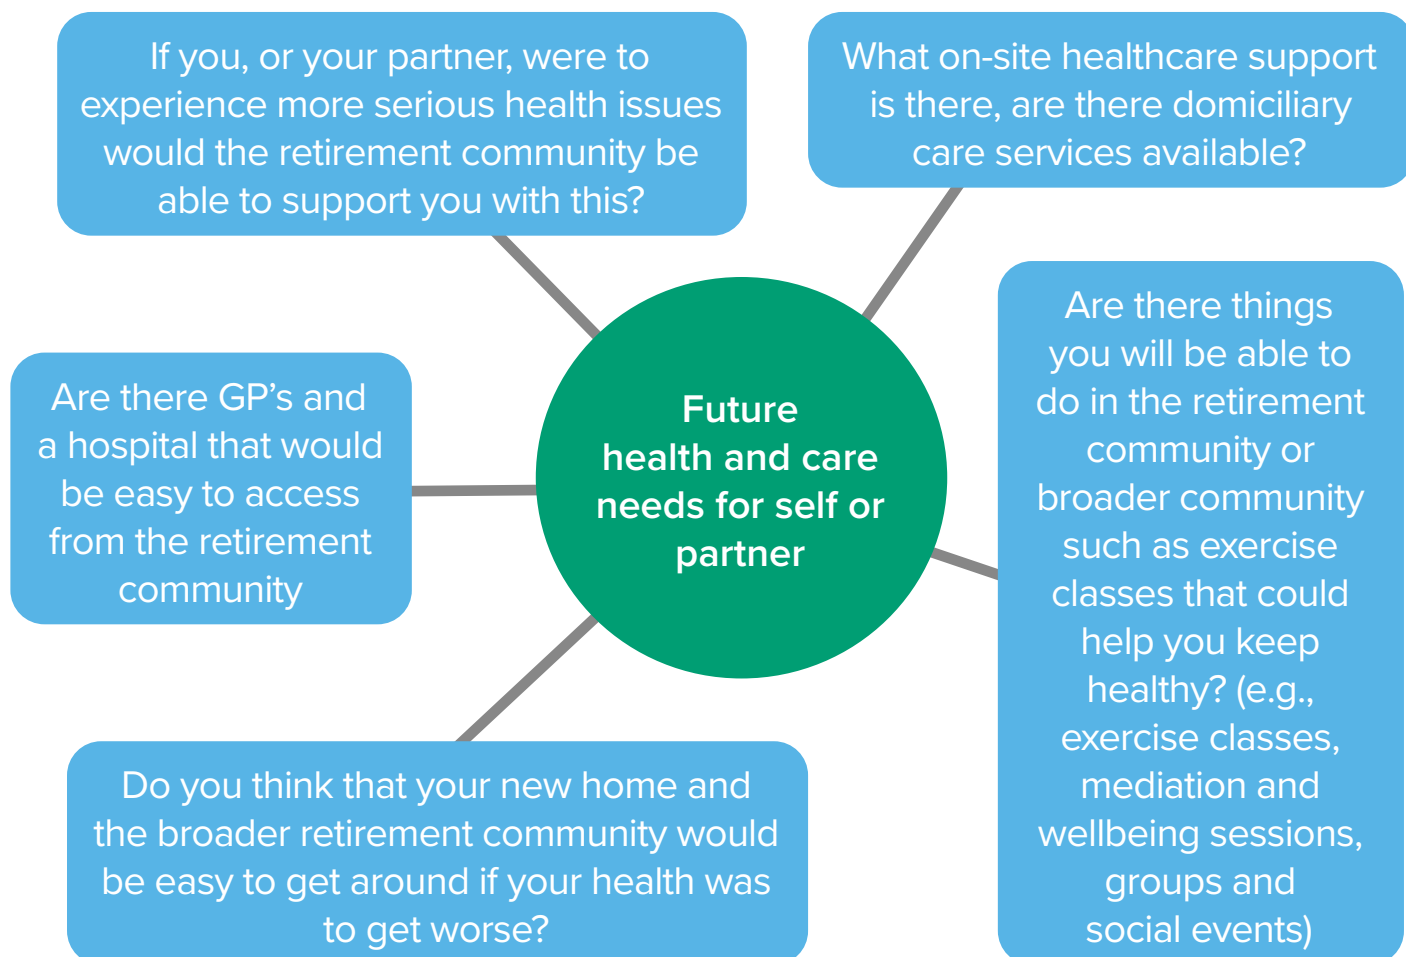 If you, or your partner, were to
experience more serious health issues
would the retirement community be
able to support you with this?
What on-site healthcare support
is there, are there domiciliary
care services available?
Are there GP’s and
a hospital that would
be easy to access
from the retirement
community
Future
health and care
needs for self or
partner
Are there things
you will be able to
do in the retirement
community or
broader community
such as exercise
classes that could
help you keep
healthy? (e.g.,
exercise classes,
mediation and
wellbeing sessions,
groups and
social events)
Do you think that your new home and
the broader retirement community would
be easy to get around if your health was
to get worse?